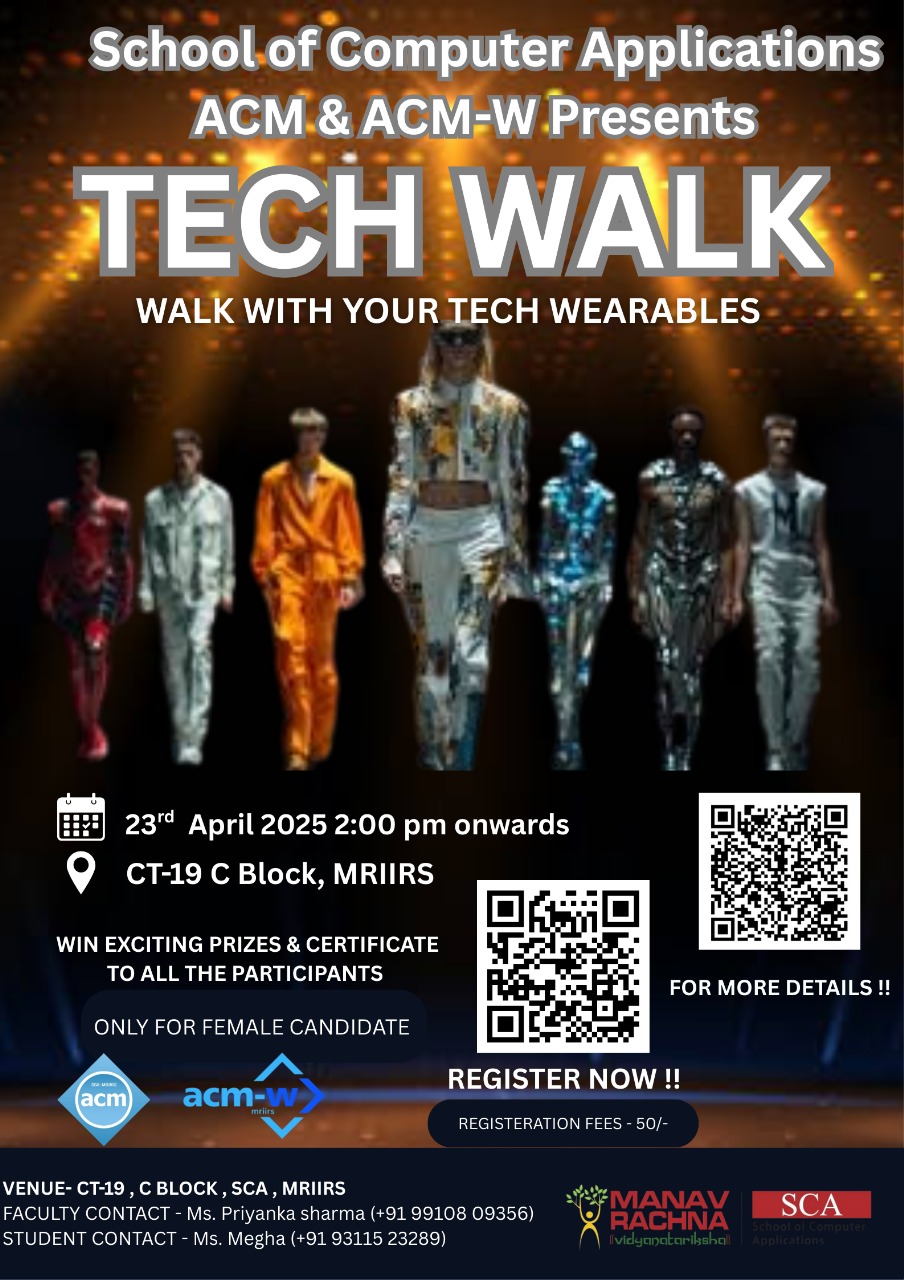 School of Computer Applications
ACM & ACM-W Presents
TECH WALK
WALK WITH YOUR TECH WEARABLES
23rd April 2025 2:00 pm onwards
CT-19 C Block, MRIIRS
WIN EXCITING PRIZES & CERTIFICATE
TO ALL THE PARTICIPANTS
ONLY FOR FEMALE CANDIDATE
FOR MORE DETAILS !!
REGISTER NOW !!
REGISTERATION FEES - 50/-
SCA MRIIRS
acm
acm-w
mriirs
VENUE- CT-19 , C BLOCK , SCA , MRIIRS
FACULTY CONTACT - Ms. Priyanka sharma (+91 99108 09356)
STUDENT CONTACT - Ms. Megha (+91 93115 23289)
MANAV
RACHNA
vidyanatariksha
SCA
School of Computer
Applications